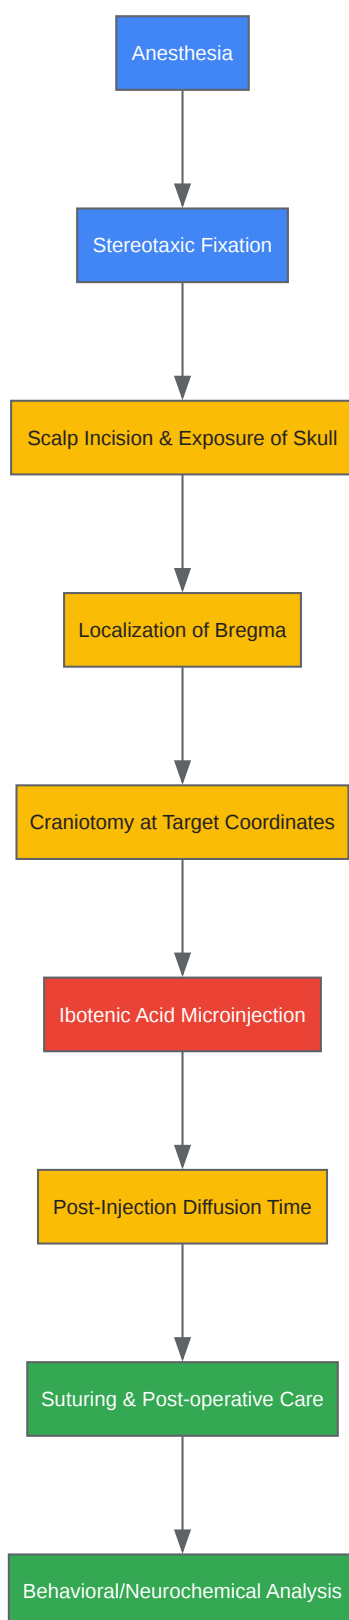 Anesthesia
Stereotaxic Fixation
Scalp Incision & Exposure of Skull
Localization of Bregma
Craniotomy at Target Coordinates
Ibotenic Acid Microinjection
Post-Injection Diffusion Time
Suturing & Post-operative Care
Behavioral/Neurochemical Analysis